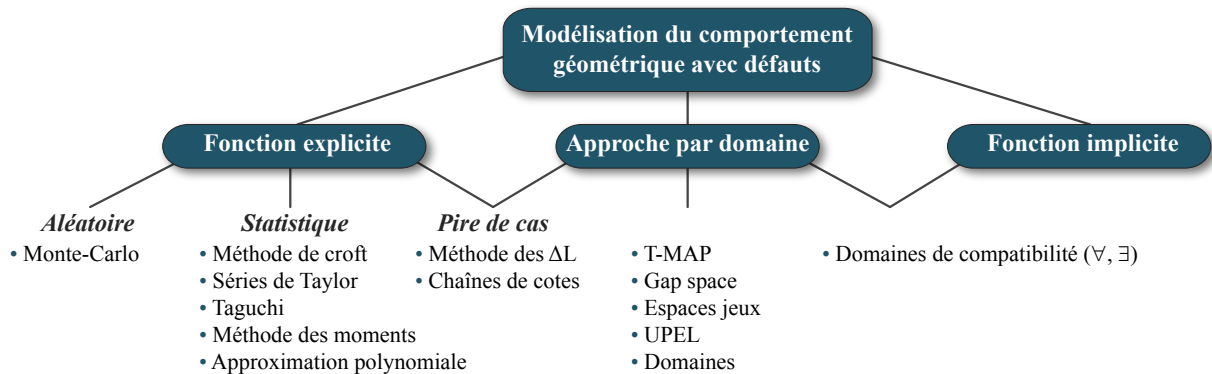 Modélisation du comportement
géométrique avec défauts
Fonction explicite
Approche par domaine
Fonction implicite
Aléatoire
• Monte-Carlo
Statistique
• Méthode de croft
• Séries de Taylor
• Taguchi
• Méthode des moments
• Approximation polynomiale
Pire de cas
• Méthode des ΔL
• Chaînes de cotes
• T-MAP
• Gap space
• Espaces jeux
• UPEL
• Domaines
• Domaines de compatibilité (∀, ∃)